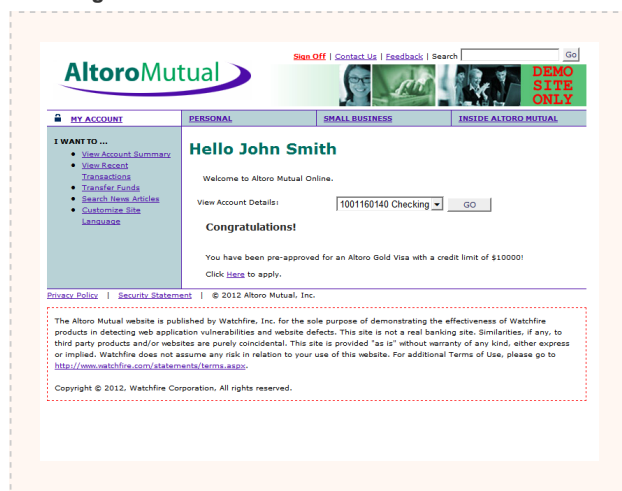 AltoroMutual
Sign Off | Contact Us | Feedback | Search Go
DEMO
SITE
ONLY
MY ACCOUNT PERSONAL SMALL BUSINESS INSIDE ALTORO MUTUAL
I WANT TO ...
View Account Summary
View Recent
Transactions
Transfer Funds
Search News Articles
Customize Site
Language
Hello John Smith
Welcome to Altoro Mutual Online.
View Account Details: 1001160140 Checking GO
Congratulations!
You have been pre-approved for an Altoro Gold Visa with a credit limit of $10000!
Click Here to apply.
Privacy Policy | Security Statement | © 2012 Altoro Mutual, Inc.
The Altoro Mutual website is published by Watchfire, Inc. for the sole purpose of demonstrating the effectiveness of Watchfire
products in detecting web application vulnerabilities and website defects. This site is not a real banking site. Similarities, if any, to
third party products and/or websites are purely coincidental. This site is provided "as is" without warranty of any kind, either express
or implied. Watchfire does not assume any risk in relation to your use of this website. For additional Terms of Use, please go to
http://www.watchfire.com/statements/terms.aspx.
Copyright © 2012, Watchfire Corporation, All rights reserved.